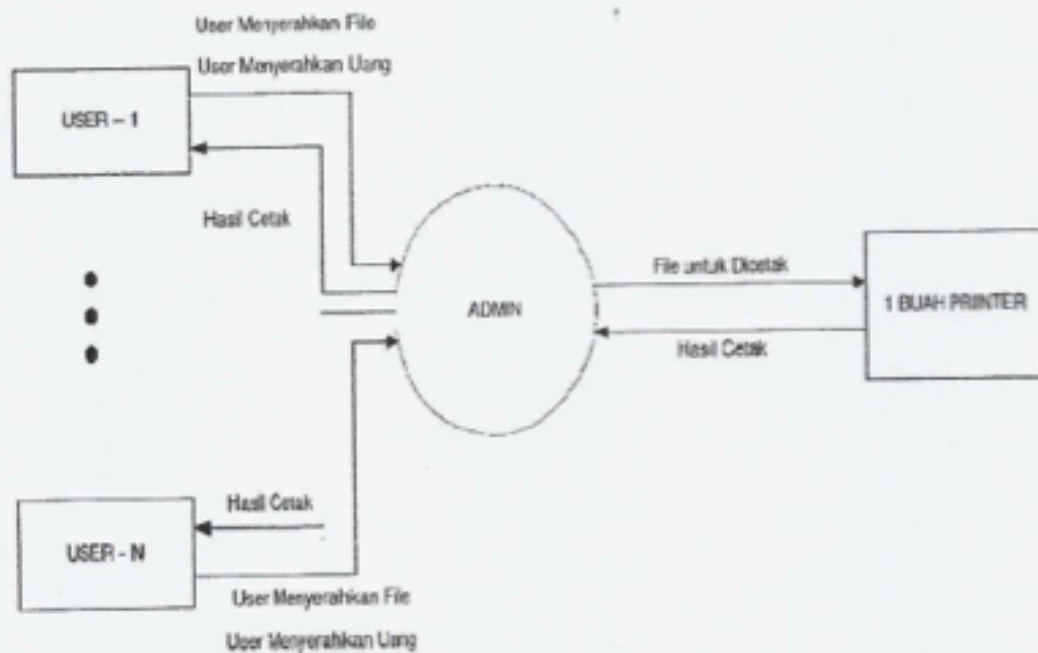 User Menyerahkan File
User Menyerahkan Uang
USER – 1
Hasil Cetak
File untuk Dicetak
ADMIN
1 BUAH PRINTER
Hasil Cetak
Hasil Cetak
USER - N
User Menyerahkan File
User Menyerahkan Uang